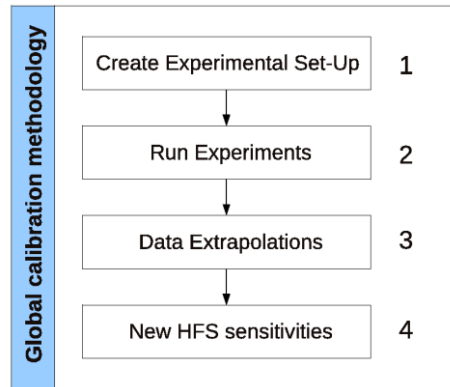 Global calibration methodology
Create Experimental Set-Up 1
Run Experiments 2
Data Extrapolations 3
New HFS sensitivities 4